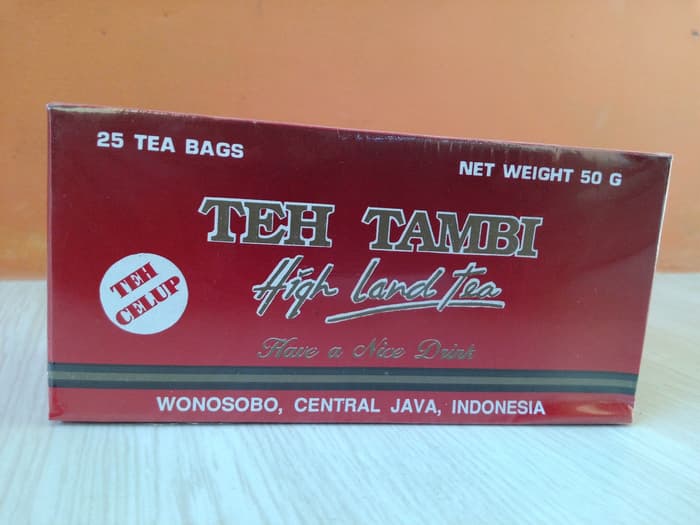 25 TEA BAGS
NET WEIGHT 50 G
TEH TAMBI
High Land Tea
TEH
CELUP
Have a Nice Drink
WONOSOBO, CENTRAL JAVA, INDONESIA